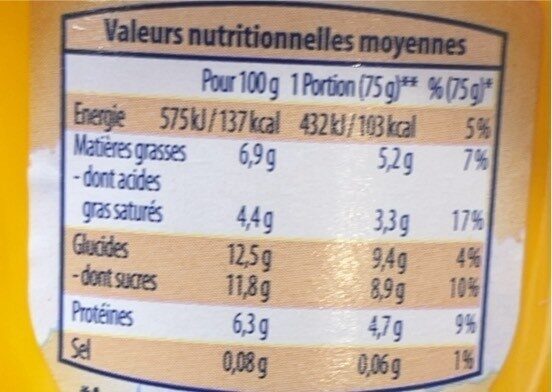 Valeurs nutritionnelles moyennes
Pour 100 g 1 Portion (75 g)** % (75 g)*
Energie 575 kJ / 137 kcal 432 kJ / 103 kcal 5%
Matières grasses 6,9 g 5,2 g 7%
- dont acides
gras saturés 4,4 g 3,3 g 17%
Glucides 12,5 g 9,4 g 4%
- dont sucres 11,8 g 8,9 g 10%
Protéines 6,3 g 4,7 g 9%
Sel 0,08 g 0,06 g 1%